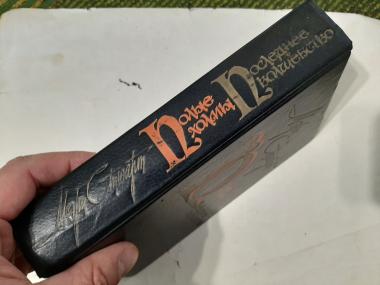 Мэри Стюарт
Полые
холмы
Последнее
волшебство